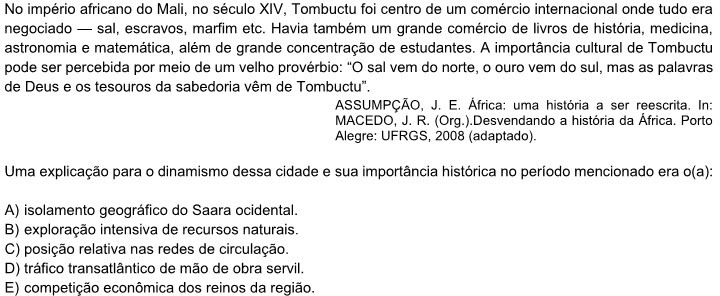 No império africano do Mali, no século XIV, Tombuctu foi centro de um comércio internacional onde tudo era
negociado — sal, escravos, marfim etc. Havia também um grande comércio de livros de história, medicina,
astronomia e matemática, além de grande concentração de estudantes. A importância cultural de Tombuctu
pode ser percebida por meio de um velho provérbio: “O sal vem do norte, o ouro vem do sul, mas as palavras
de Deus e os tesouros da sabedoria vêm de Tombuctu”.
ASSUMPÇÃO, J. E. África: uma história a ser reescrita. In:
MACEDO, J. R. (Org.).Desvendando a história da África. Porto
Alegre: UFRGS, 2008 (adaptado).
Uma explicação para o dinamismo dessa cidade e sua importância histórica no período mencionado era o(a):
A) isolamento geográfico do Saara ocidental.
B) exploração intensiva de recursos naturais.
C) posição relativa nas redes de circulação.
D) tráfico transatlântico de mão de obra servil.
E) competição econômica dos reinos da região.